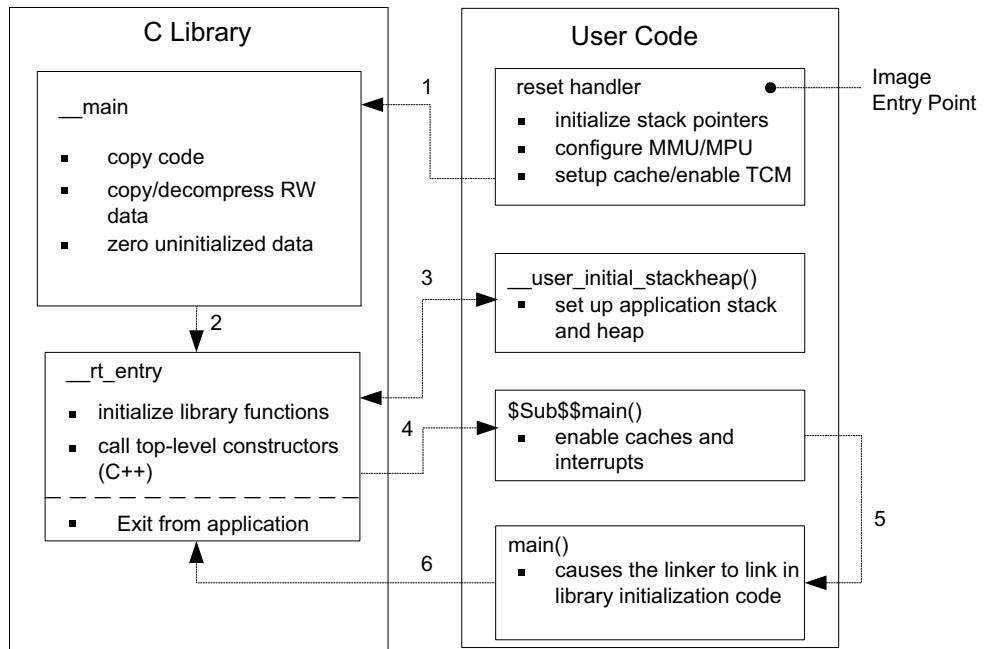 C Library
__main
▪ copy code
▪ copy/decompress RW
data
▪ zero uninitialized data
2
__rt_entry
▪ initialize library functions
▪ call top-level constructors
(C++)
▪ Exit from application
1
3
4
6
User Code
reset handler
▪ initialize stack pointers
▪ configure MMU/MPU
▪ setup cache/enable TCM
Image
Entry Point
__user_initial_stackheap()
▪ set up application stack
and heap
$Sub$$main()
▪ enable caches and
interrupts
5
main()
▪ causes the linker to link in
library initialization code